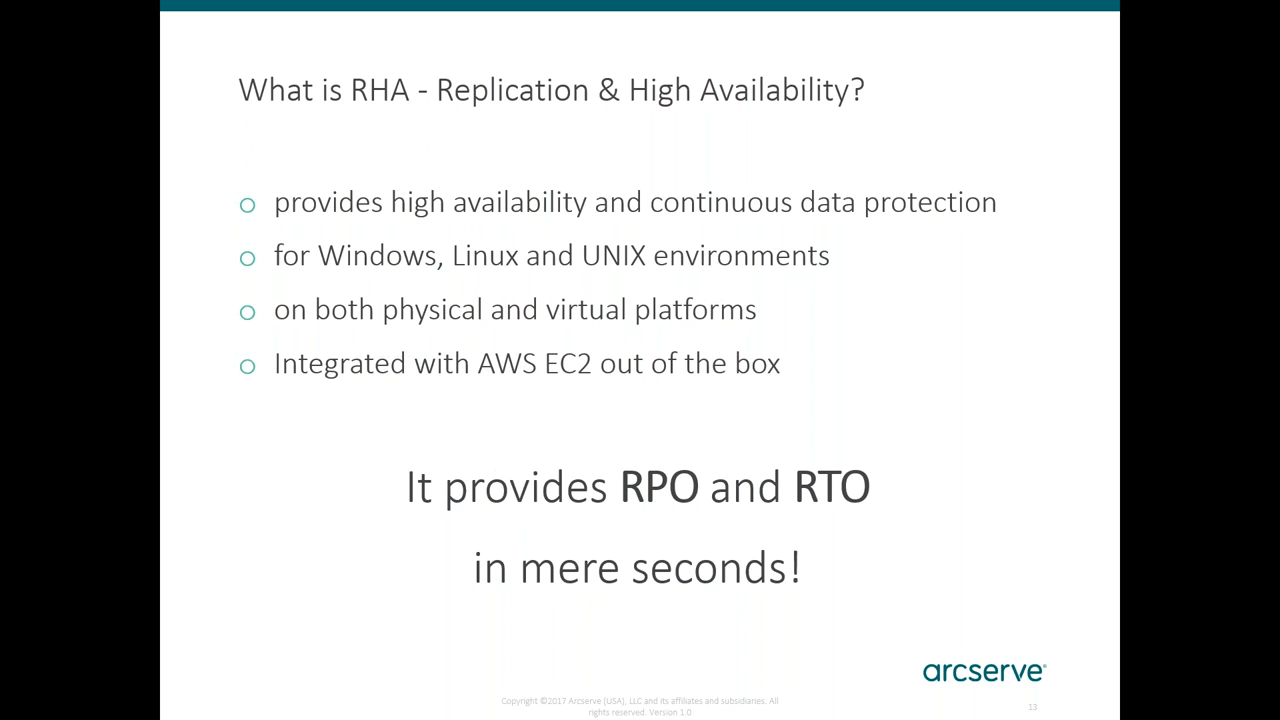 What is RHA - Replication & High Availability?
o provides high availability and continuous data protection
o for Windows, Linux and UNIX environments
o on both physical and virtual platforms
o Integrated with AWS EC2 out of the box
It provides RPO and RTO
in mere seconds!
arcserve®
Copyright ©2017 Arcserve (USA), LLC and its affiliates and subsidiaries. All
rights reserved. Version 1.0
13